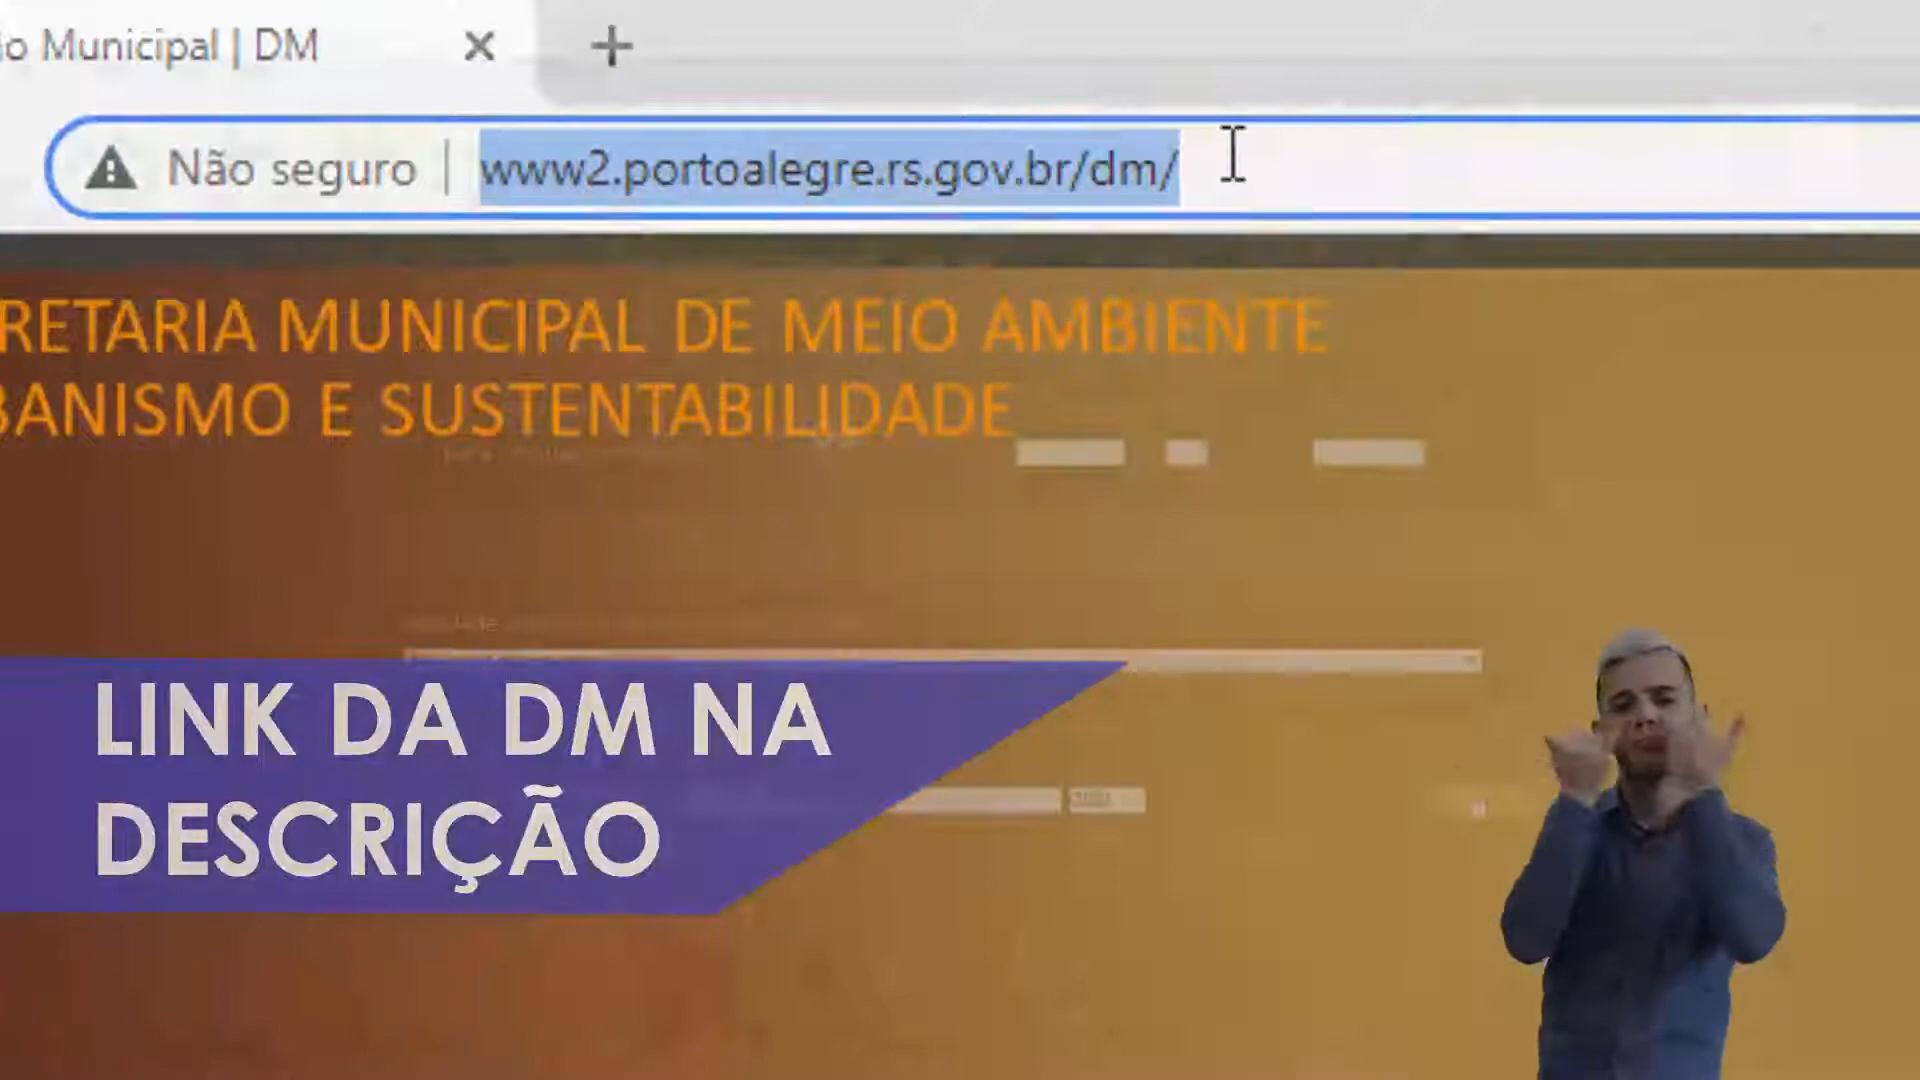 o Municipal | DM
Não seguro | www2.portoalegre.rs.gov.br/dm/
RETARIA MUNICIPAL DE MEIO AMBIENTE
BANISMO E SUSTENTABILIDADE
LINK DA DM NA
DESCRIÇÃO